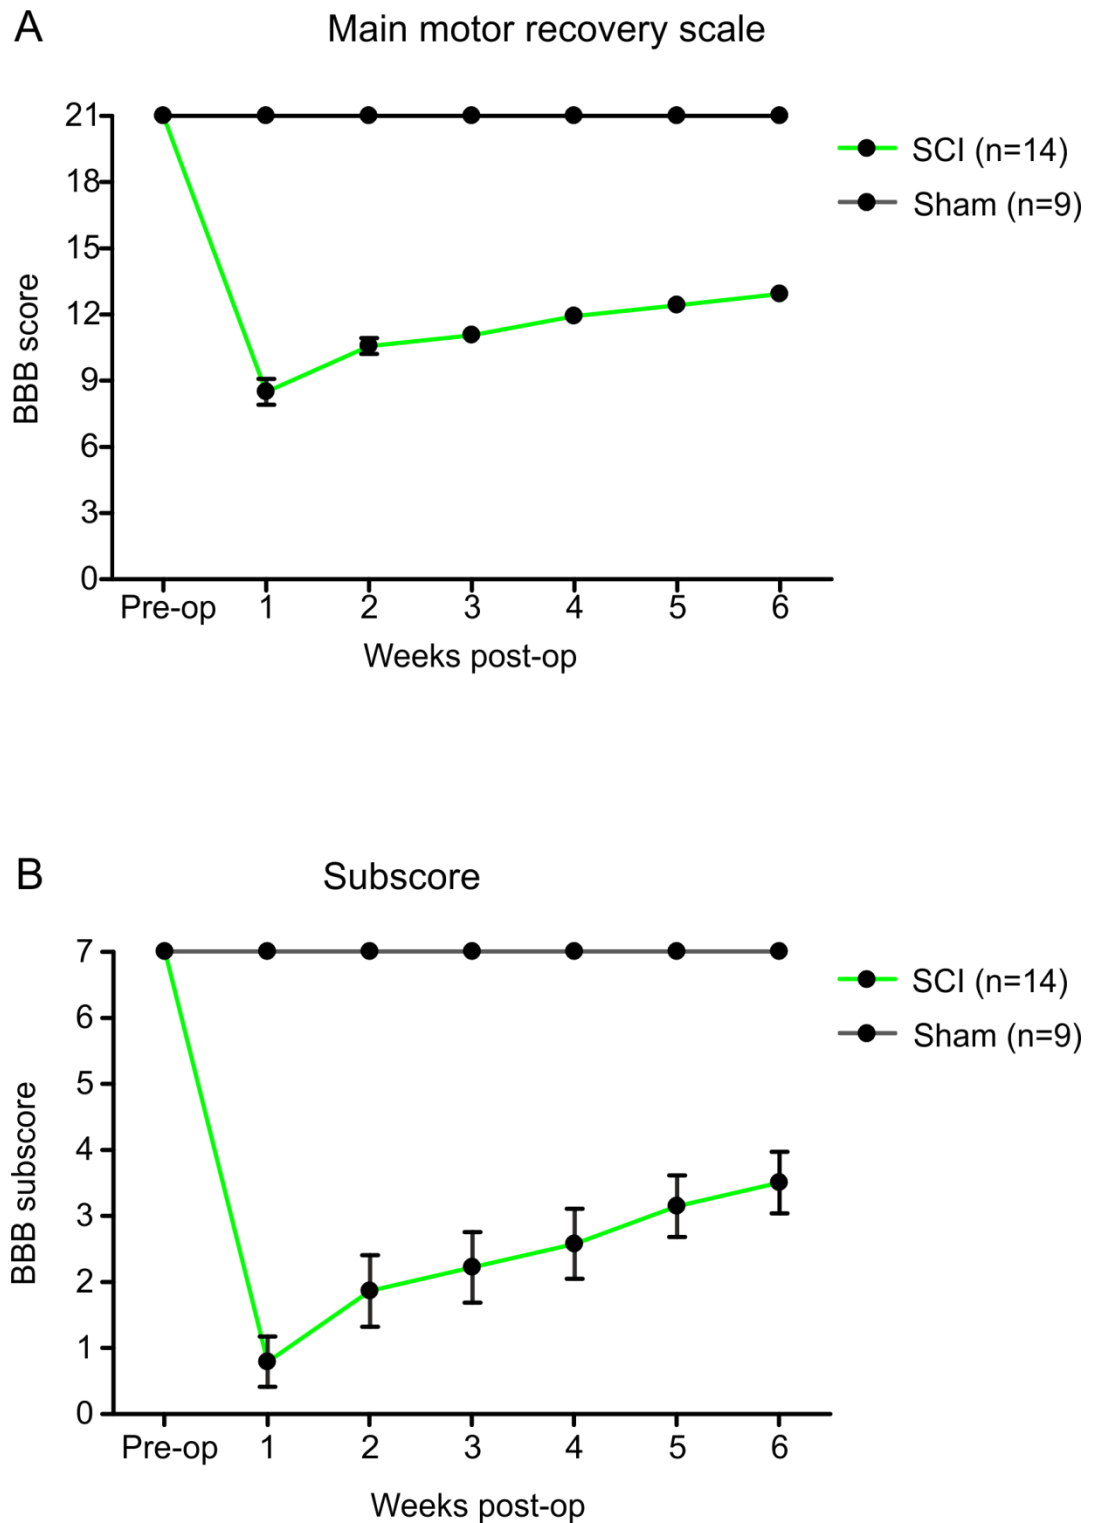 A
Main motor recovery scale
21
18
15
12
9
6
3
0
BBB score
Pre-op 1 2 3 4 5 6
Weeks post-op
SCI (n=14)
Sham (n=9)
B
Subscore
7
6
5
4
3
2
1
0
BBB subscore
Pre-op 1 2 3 4 5 6
Weeks post-op
SCI (n=14)
Sham (n=9)